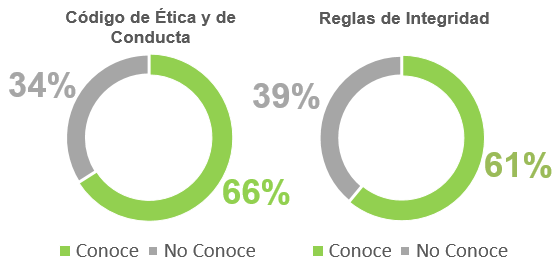 Código de Ética y de
Conducta
34%
66%
Conoce No Conoce
Reglas de Integridad
39%
61%
Conoce No Conoce